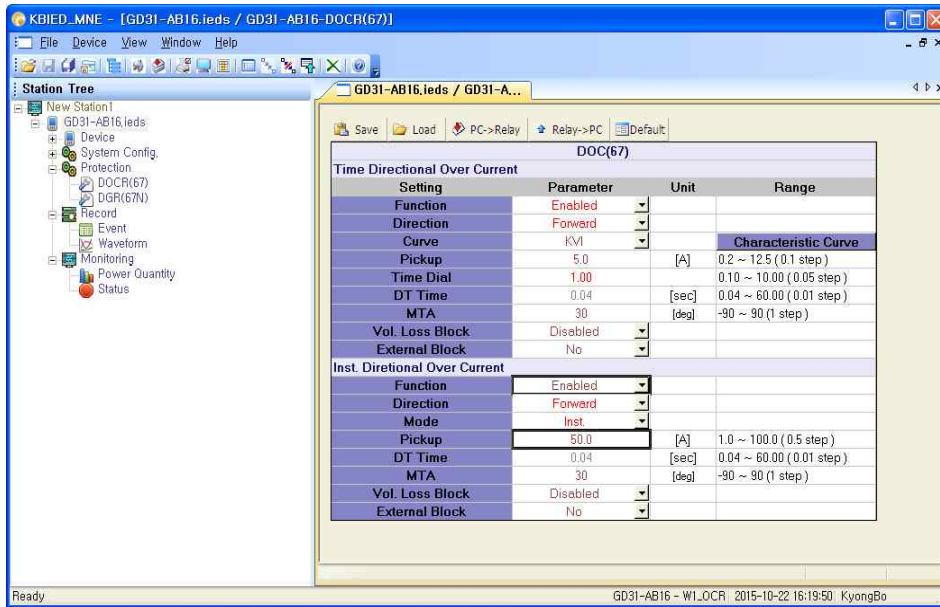 KBIED_MNE - [GD31-AB16.ieds / GD31-AB16-DOCR(67)]
File Device View Window Help
Station Tree
GD31-AB16.ieds / GD31-A...
New Station1
GD31-AB16.ieds
Device
System Config.
Protection
DOCR(67)
DGR(67N)
Record
Event
Waveform
Monitoring
Power Quantity
Status
Save Load PC->Relay Relay->PC Default
DOC(67)
Time Directional Over Current
Setting Parameter Unit Range
Function Enabled
Direction Forward
Curve KVI Characteristic Curve
Pickup 5.0 [A] 0.2 ~ 12.5 ( 0.1 step )
Time Dial 1.00 0.10 ~ 10.00 ( 0.05 step )
DT Time 0.04 [sec] 0.04 ~ 60.00 ( 0.01 step )
MTA 30 [deg] -90 ~ 90 (1 step )
Vol. Loss Block Disabled
External Block No
Inst. Diretional Over Current
Function Enabled
Direction Forward
Mode Inst.
Pickup 50.0 [A] 1.0 ~ 100.0 ( 0.5 step )
DT Time 0.04 [sec] 0.04 ~ 60.00 ( 0.01 step )
MTA 30 [deg] -90 ~ 90 (1 step )
Vol. Loss Block Disabled
External Block No
Ready GD31-AB16 - W1_OCR 2015-10-22 16:19:50 KyongBo